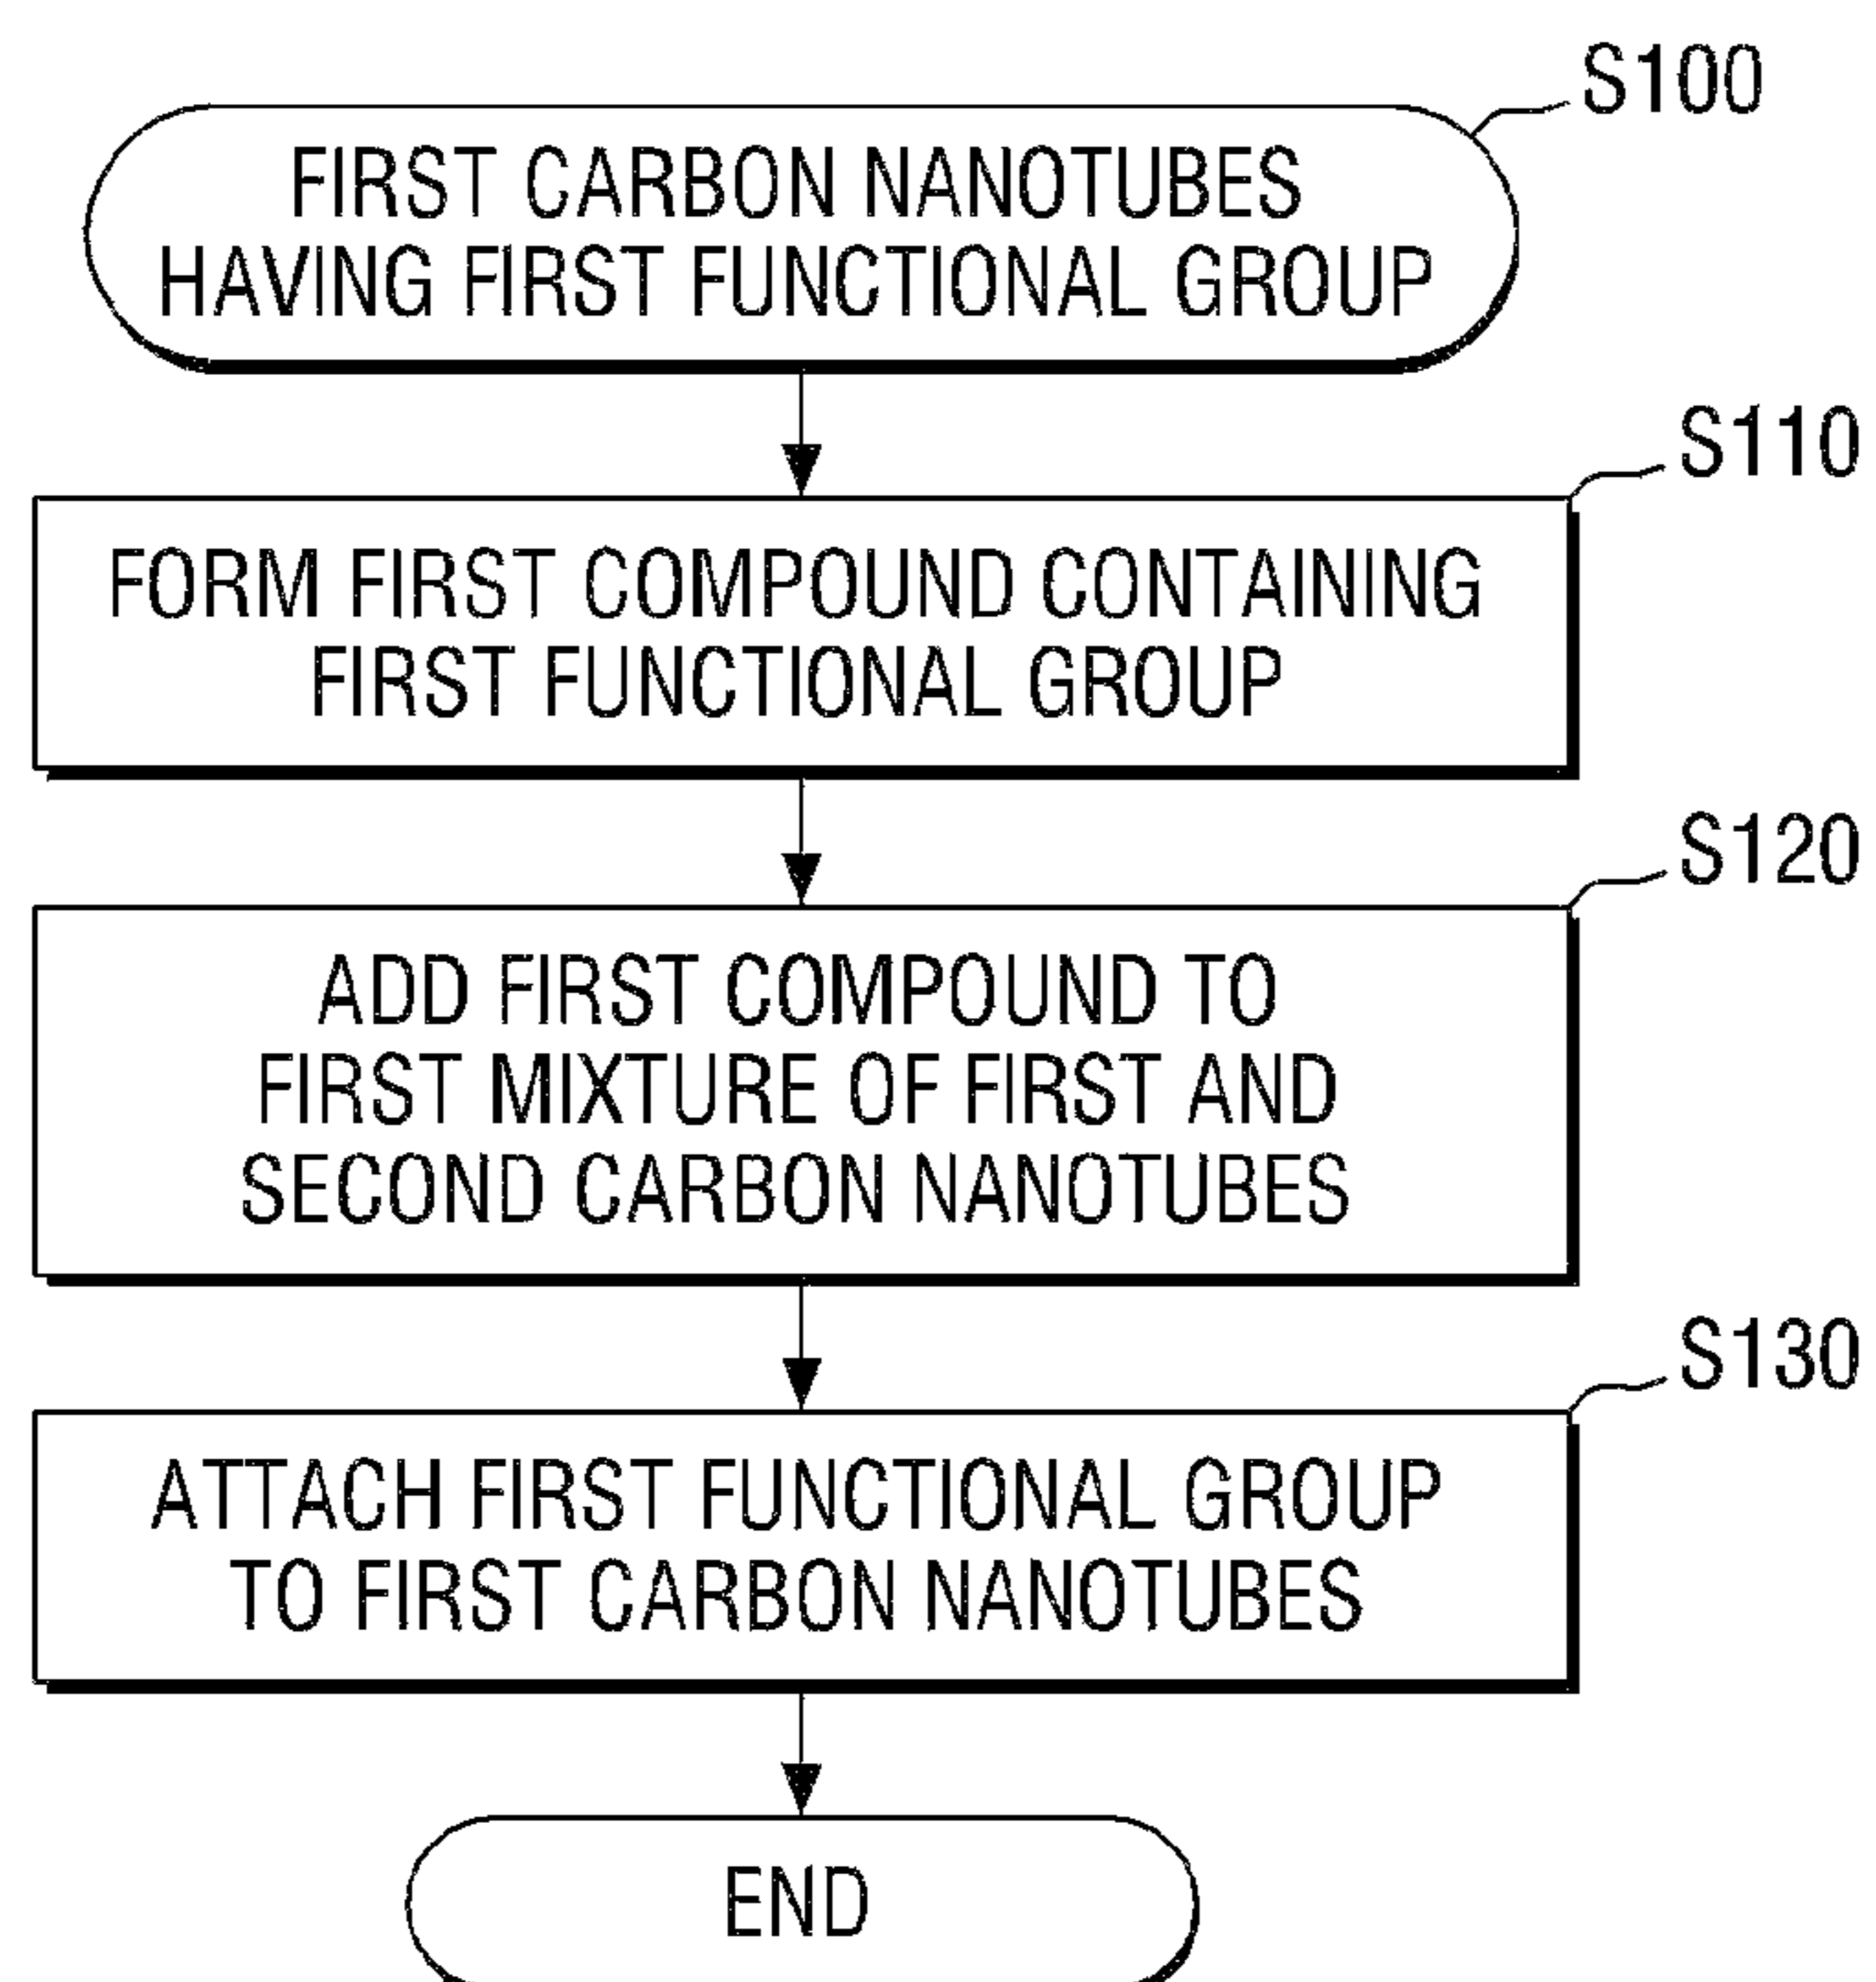 S100
FIRST CARBON NANOTUBES
HAVING FIRST FUNCTIONAL GROUP
S110
FORM FIRST COMPOUND CONTAINING
FIRST FUNCTIONAL GROUP
S120
ADD FIRST COMPOUND TO
FIRST MIXTURE OF FIRST AND
SECOND CARBON NANOTUBES
S130
ATTACH FIRST FUNCTIONAL GROUP
TO FIRST CARBON NANOTUBES
END